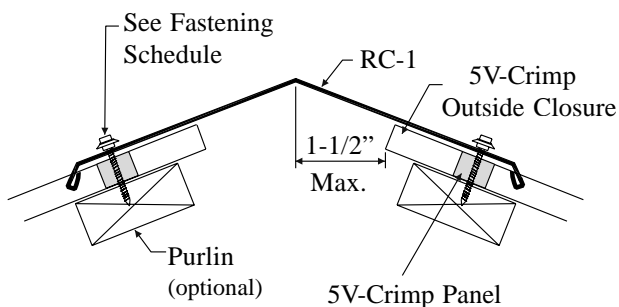 See Fastening
Schedule
RC-1
5V-Crimp
Outside Closure
1-1/2”
Max.
Purlin
(optional)
5V-Crimp Panel